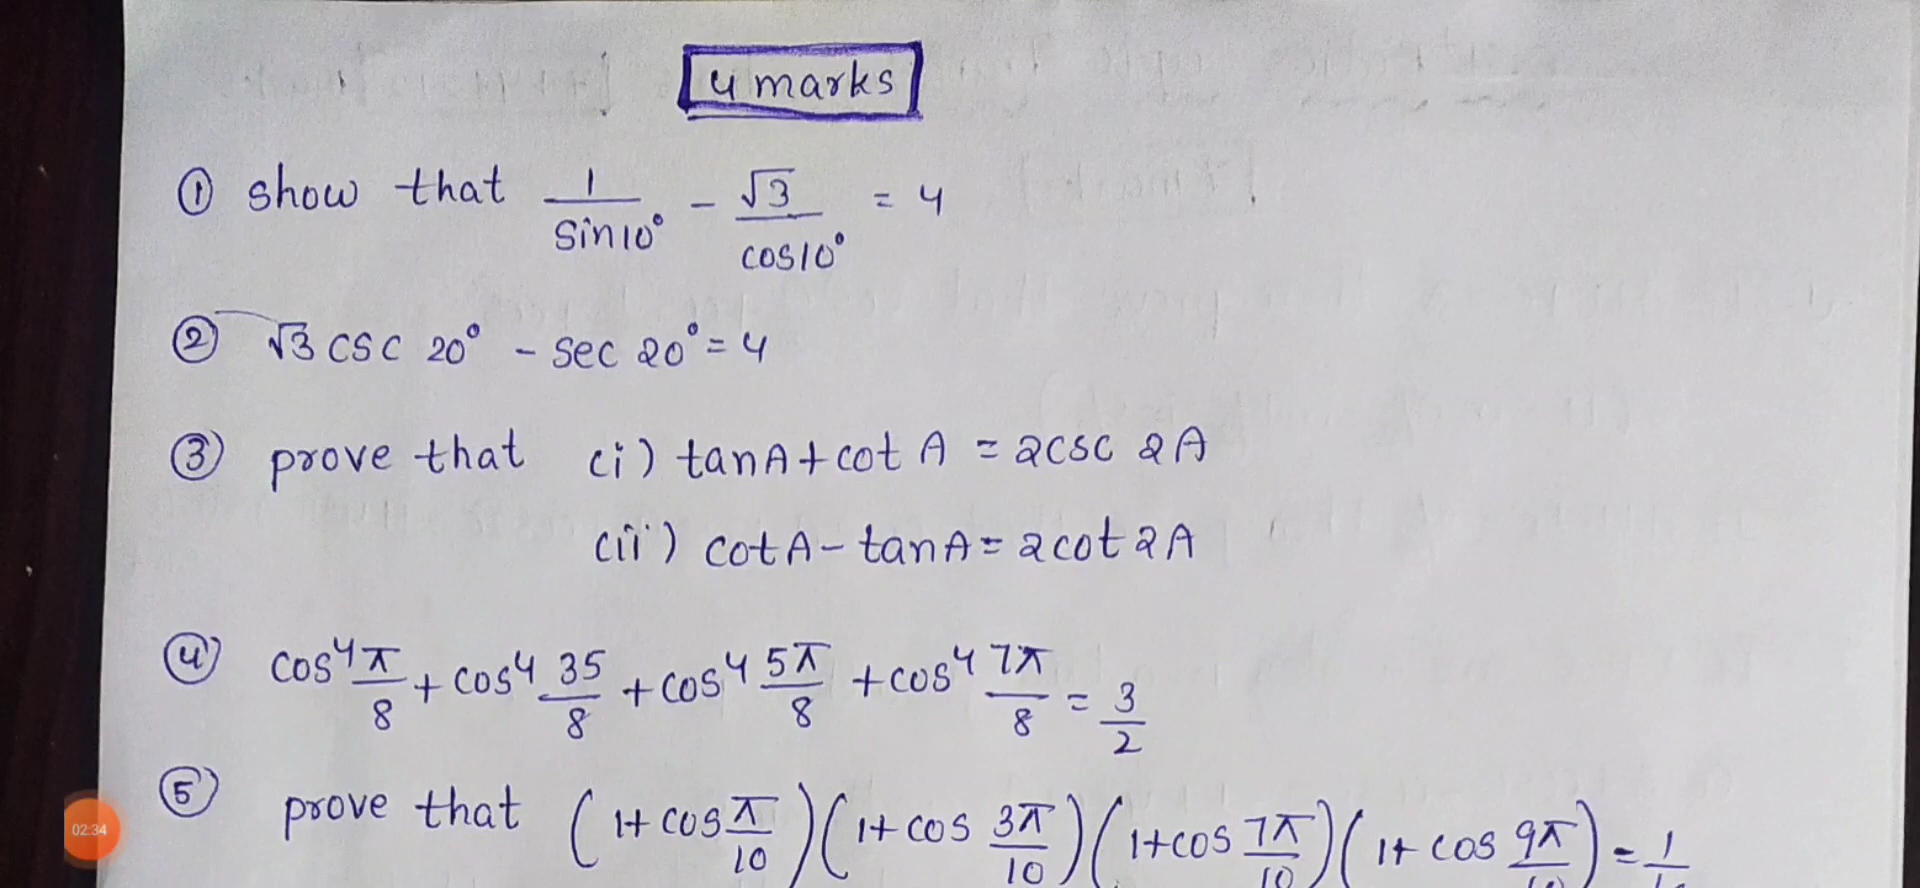 4 marks
① show that 1/sin10° - √3/cos10° = 4
② √3 csc 20° - sec 20° = 4
③ prove that (i) tanA + cot A = 2csc 2A
(ii) cotA - tanA = 2cot 2A
④ cos⁴ π/8 + cos⁴ 35/8 + cos⁴ 5π/8 + cos⁴ 7π/8 = 3/2
⑤ prove that (1+ cos π/10)(1+ cos 3π/10)(1+cos 7π/10)(1+ cos 9π/10) = 1/
02:34